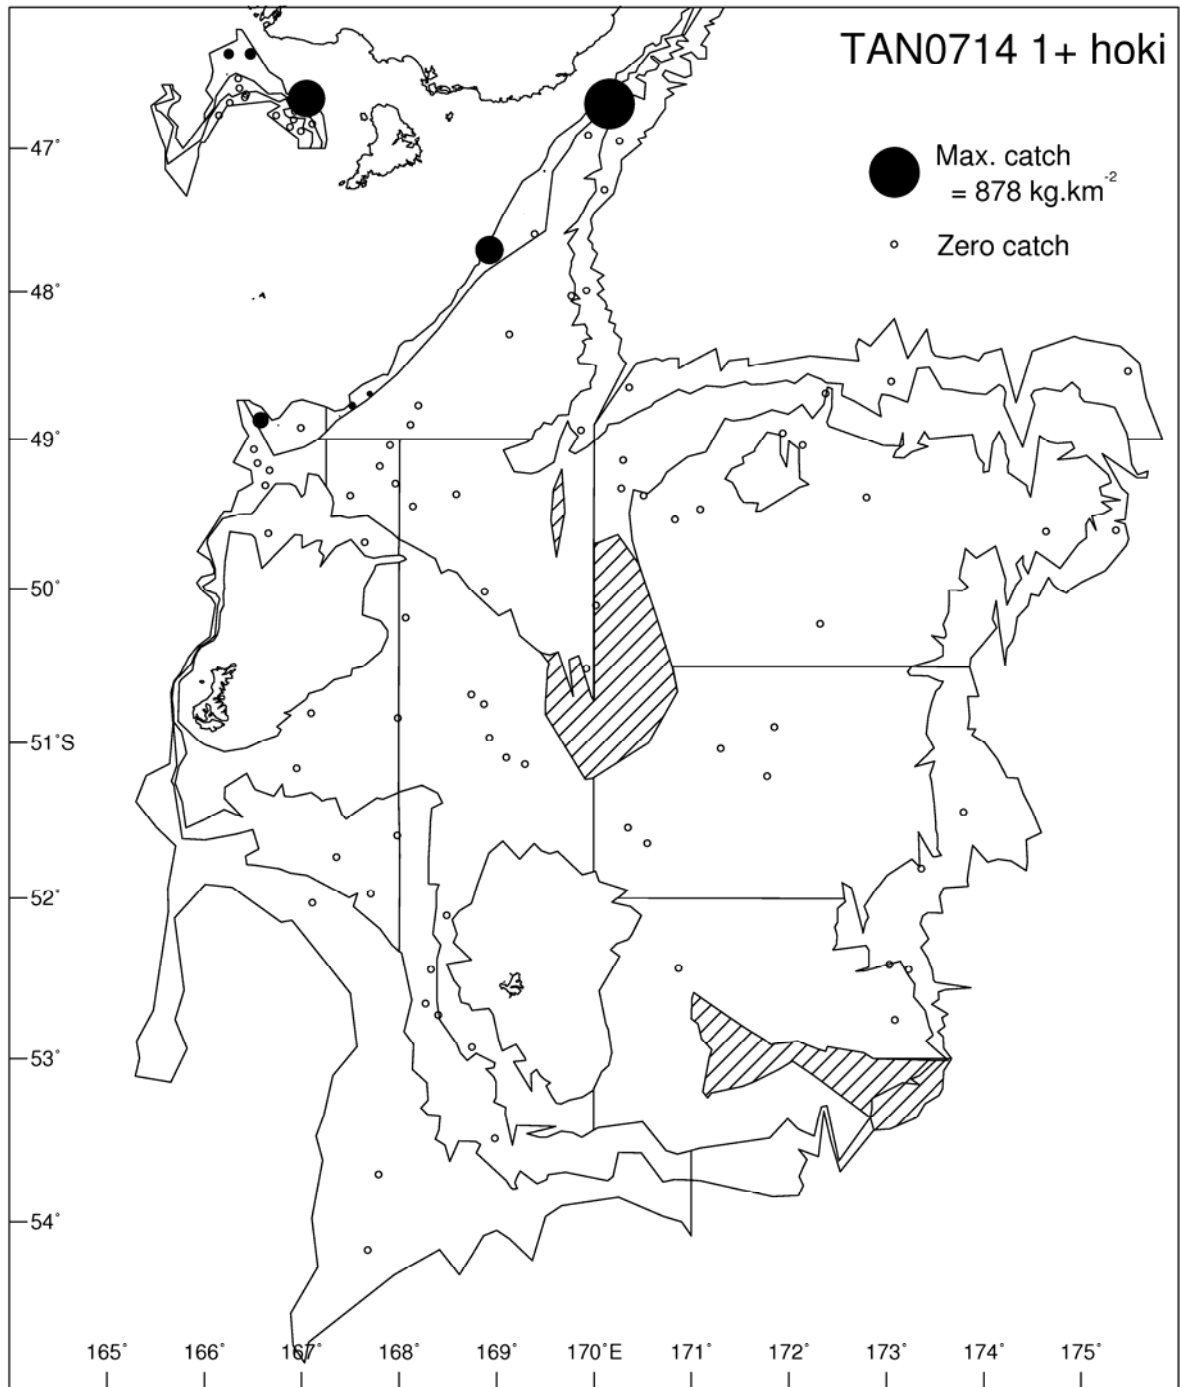 TAN0714 1+ hoki
Max. catch
= 878 kg.km-2
Zero catch
47°
48°
49°
50°
51°S
52°
53°
54°
165° 166° 167° 168° 169° 170°E 171° 172° 173° 174° 175°